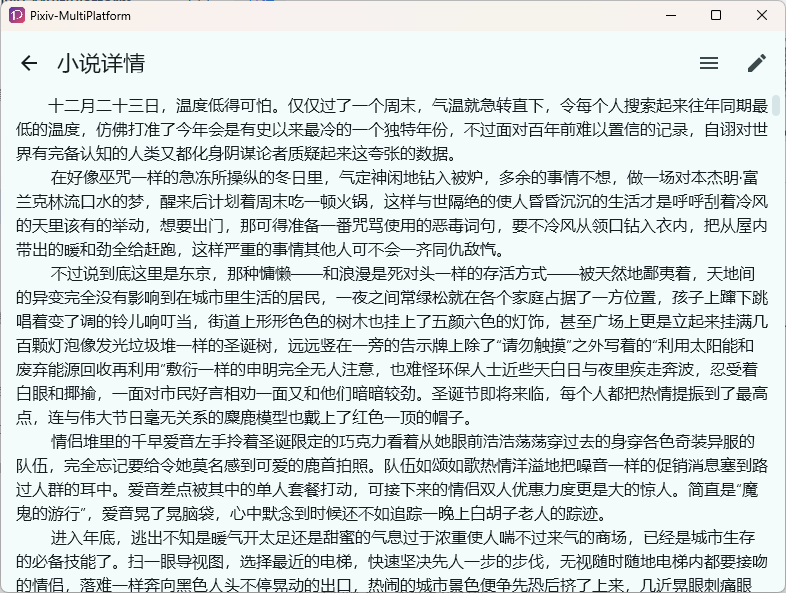 Pixiv-MultiPlatform
小说详情
十二月二十三日，温度低得可怕。仅仅过了一个周末，气温就急转直下，令每个人搜索起来往年同期最
低的温度，仿佛打准了今年会是有史以来最冷的一个独特年份，不过面对百年前难以置信的记录，自诩对世
界有完备认知的人类又都化身阴谋论者质疑起来这夸张的数据。
在好像巫咒一样的急冻所操纵的冬日里，气定神闲地钻入被炉，多余的事情不想，做一场对本杰明·富
兰克林流口水的梦，醒来后计划着周末吃一顿火锅，这样与世隔绝的使人昏昏沉沉的生活才是呼呼刮着冷风
的天里该有的举动，想要出门，那可得准备一番咒骂使用的恶毒词句，要不冷风从领口钻入衣内，把从屋内
带出的暖和劲全给赶跑，这样严重的事情其他人可不会一齐同仇敌忾。
不过说到底这里是东京，那种慵懒——和浪漫是死对头一样的存活方式——被天然地鄙夷着，天地间
的异变完全没有影响到在城市里生活的居民，一夜之间常绿松就在各个家庭占据了一方位置，孩子上蹿下跳
唱着变了调的铃儿响叮当，街道上形形色色的树木也挂上了五颜六色的灯饰，甚至广场上更是立起来挂满几
百颗灯泡像发光垃圾堆一样的圣诞树，远远竖在一旁的告示牌上除了“请勿触摸”之外写着的“利用太阳能和
废弃能源回收再利用”敷衍一样的申明完全无人注意，也难怪环保人士近些天白日与夜里疾走奔波，忍受着
白眼和揶揄，一面对市民好言相劝一面又和他们暗暗较劲。圣诞节即将来临，每个人都把热情提振到了最高
点，连与伟大节日毫无关系的麋鹿模型也戴上了红色一顶的帽子。
情侣堆里的千早爱音左手拎着圣诞限定的巧克力看着从她眼前浩浩荡荡穿过去的身穿各色奇装异服的
队伍，完全忘记要给令她莫名感到可爱的鹿首拍照。队伍如颂如歌热情洋溢地把噪音一样的促销消息塞到路
过人群的耳中。爱音差点被其中的单人套餐打动，可接下来的情侣双人优惠力度更是大的惊人。简直是“魔
鬼的游行”，爱音晃了晃脑袋，心中默念到时候还不如追踪一晚上白胡子老人的踪迹。
进入年底，逃出不知是暖气开太足还是甜蜜的气息过于浓重使人喘不过来气的商场，已经是城市生存
的必备技能了。扫一眼导视图，选择最近的电梯，快速坚决先人一步的步伐，无视随时随地电梯内都要接吻
的情侣，落难一样奔向黑色人头不停晃动的出口，热闹的城市景色便争先恐后挤了上来，几近晃眼刺痛眼